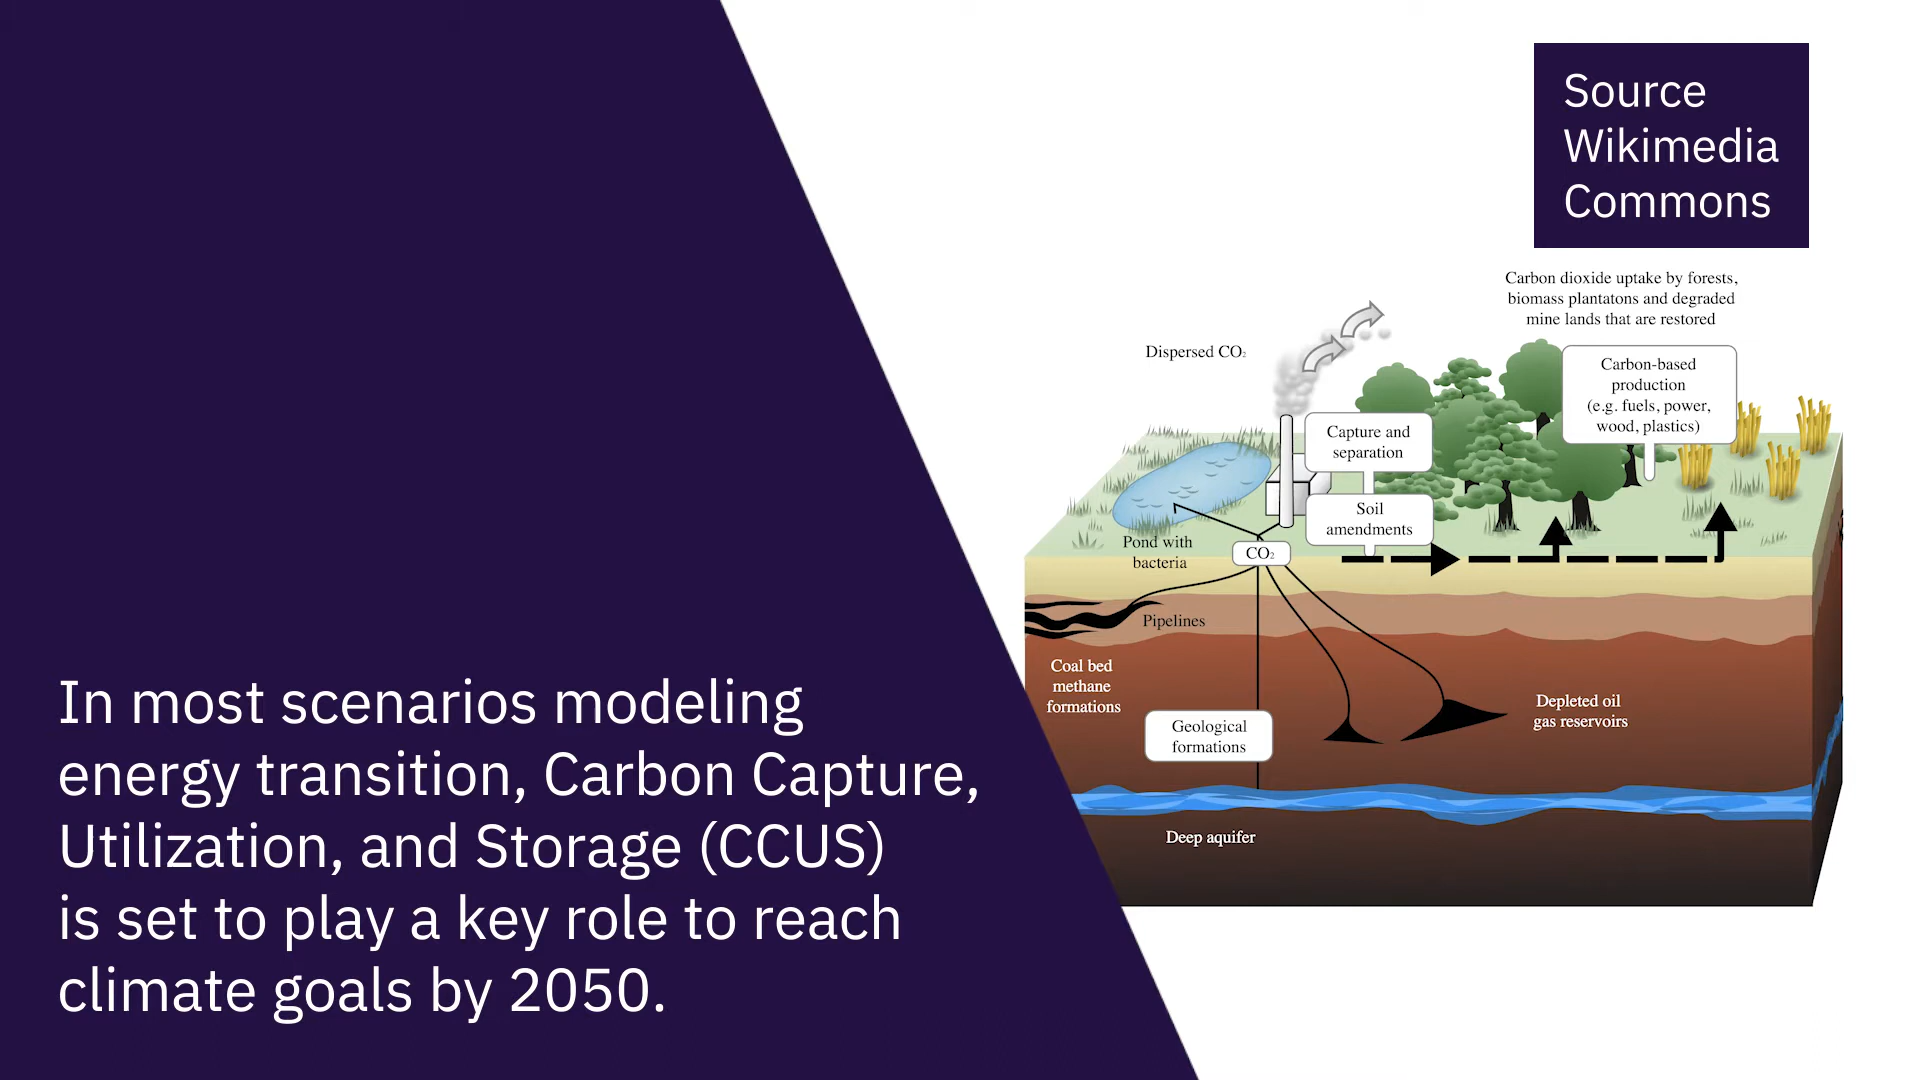 In most scenarios modeling
energy transition, Carbon Capture,
Utilization, and Storage (CCUS)
is set to play a key role to reach
climate goals by 2050.
Source
Wikimedia
Commons
Carbon dioxide uptake by forests,
biomass plantatons and degraded
mine lands that are restored
Dispersed CO₂
Carbon-based
production
(e.g. fuels, power,
wood, plastics)
Capture and
separation
Soil
amendments
Pond with
bacteria
CO₂
Pipelines
Coal bed
methane
formations
Geological
formations
Depleted oil
gas reservoirs
Deep aquifer